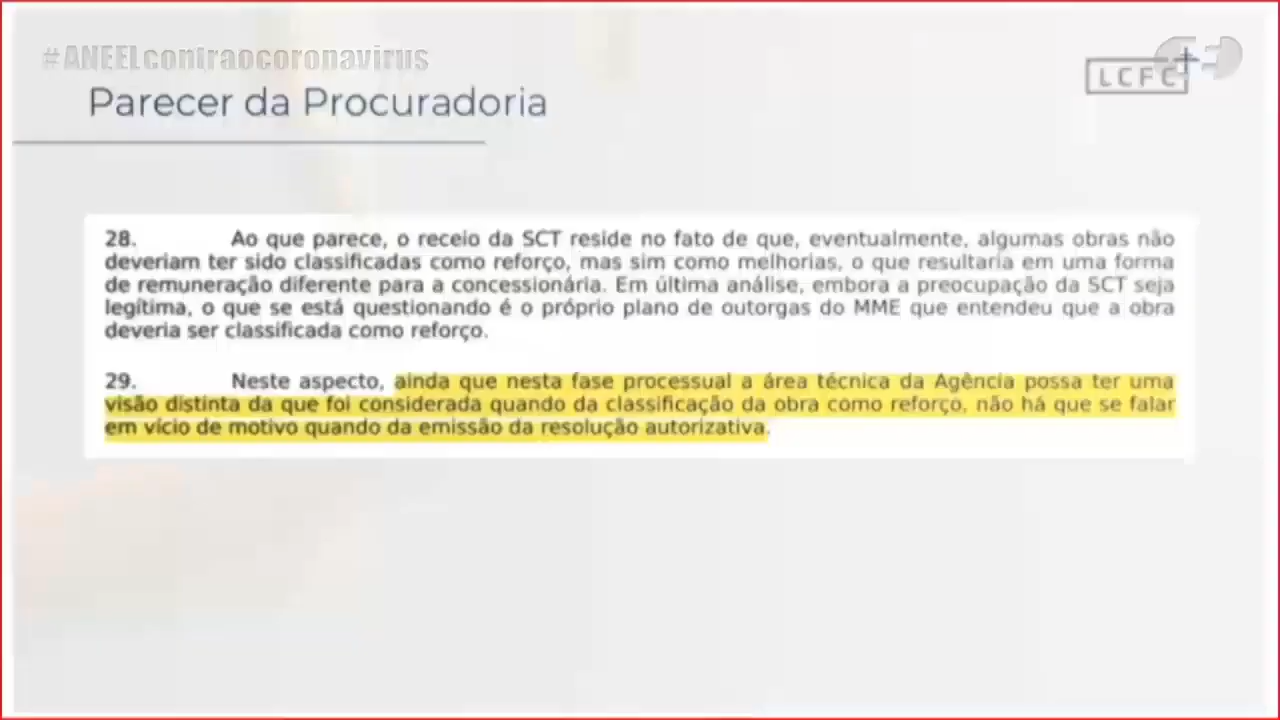 #ANEELcontraocoronavirus
LCFC
Parecer da Procuradoria
28. Ao que parece, o receio da SCT reside no fato de que, eventualmente, algumas obras não
deveriam ter sido classificadas como reforço, mas sim como melhorias, o que resultaria em uma forma
de remuneração diferente para a concessionária. Em última análise, embora a preocupação da SCT seja
legítima, o que se está questionando é o próprio plano de outorgas do MME que entendeu que a obra
deveria ser classificada como reforço.
29. Neste aspecto, ainda que nesta fase processual a área técnica da Agência possa ter uma
visão distinta da que foi considerada quando da classificação da obra como reforço, não há que se falar
em vício de motivo quando da emissão da resolução autorizativa.